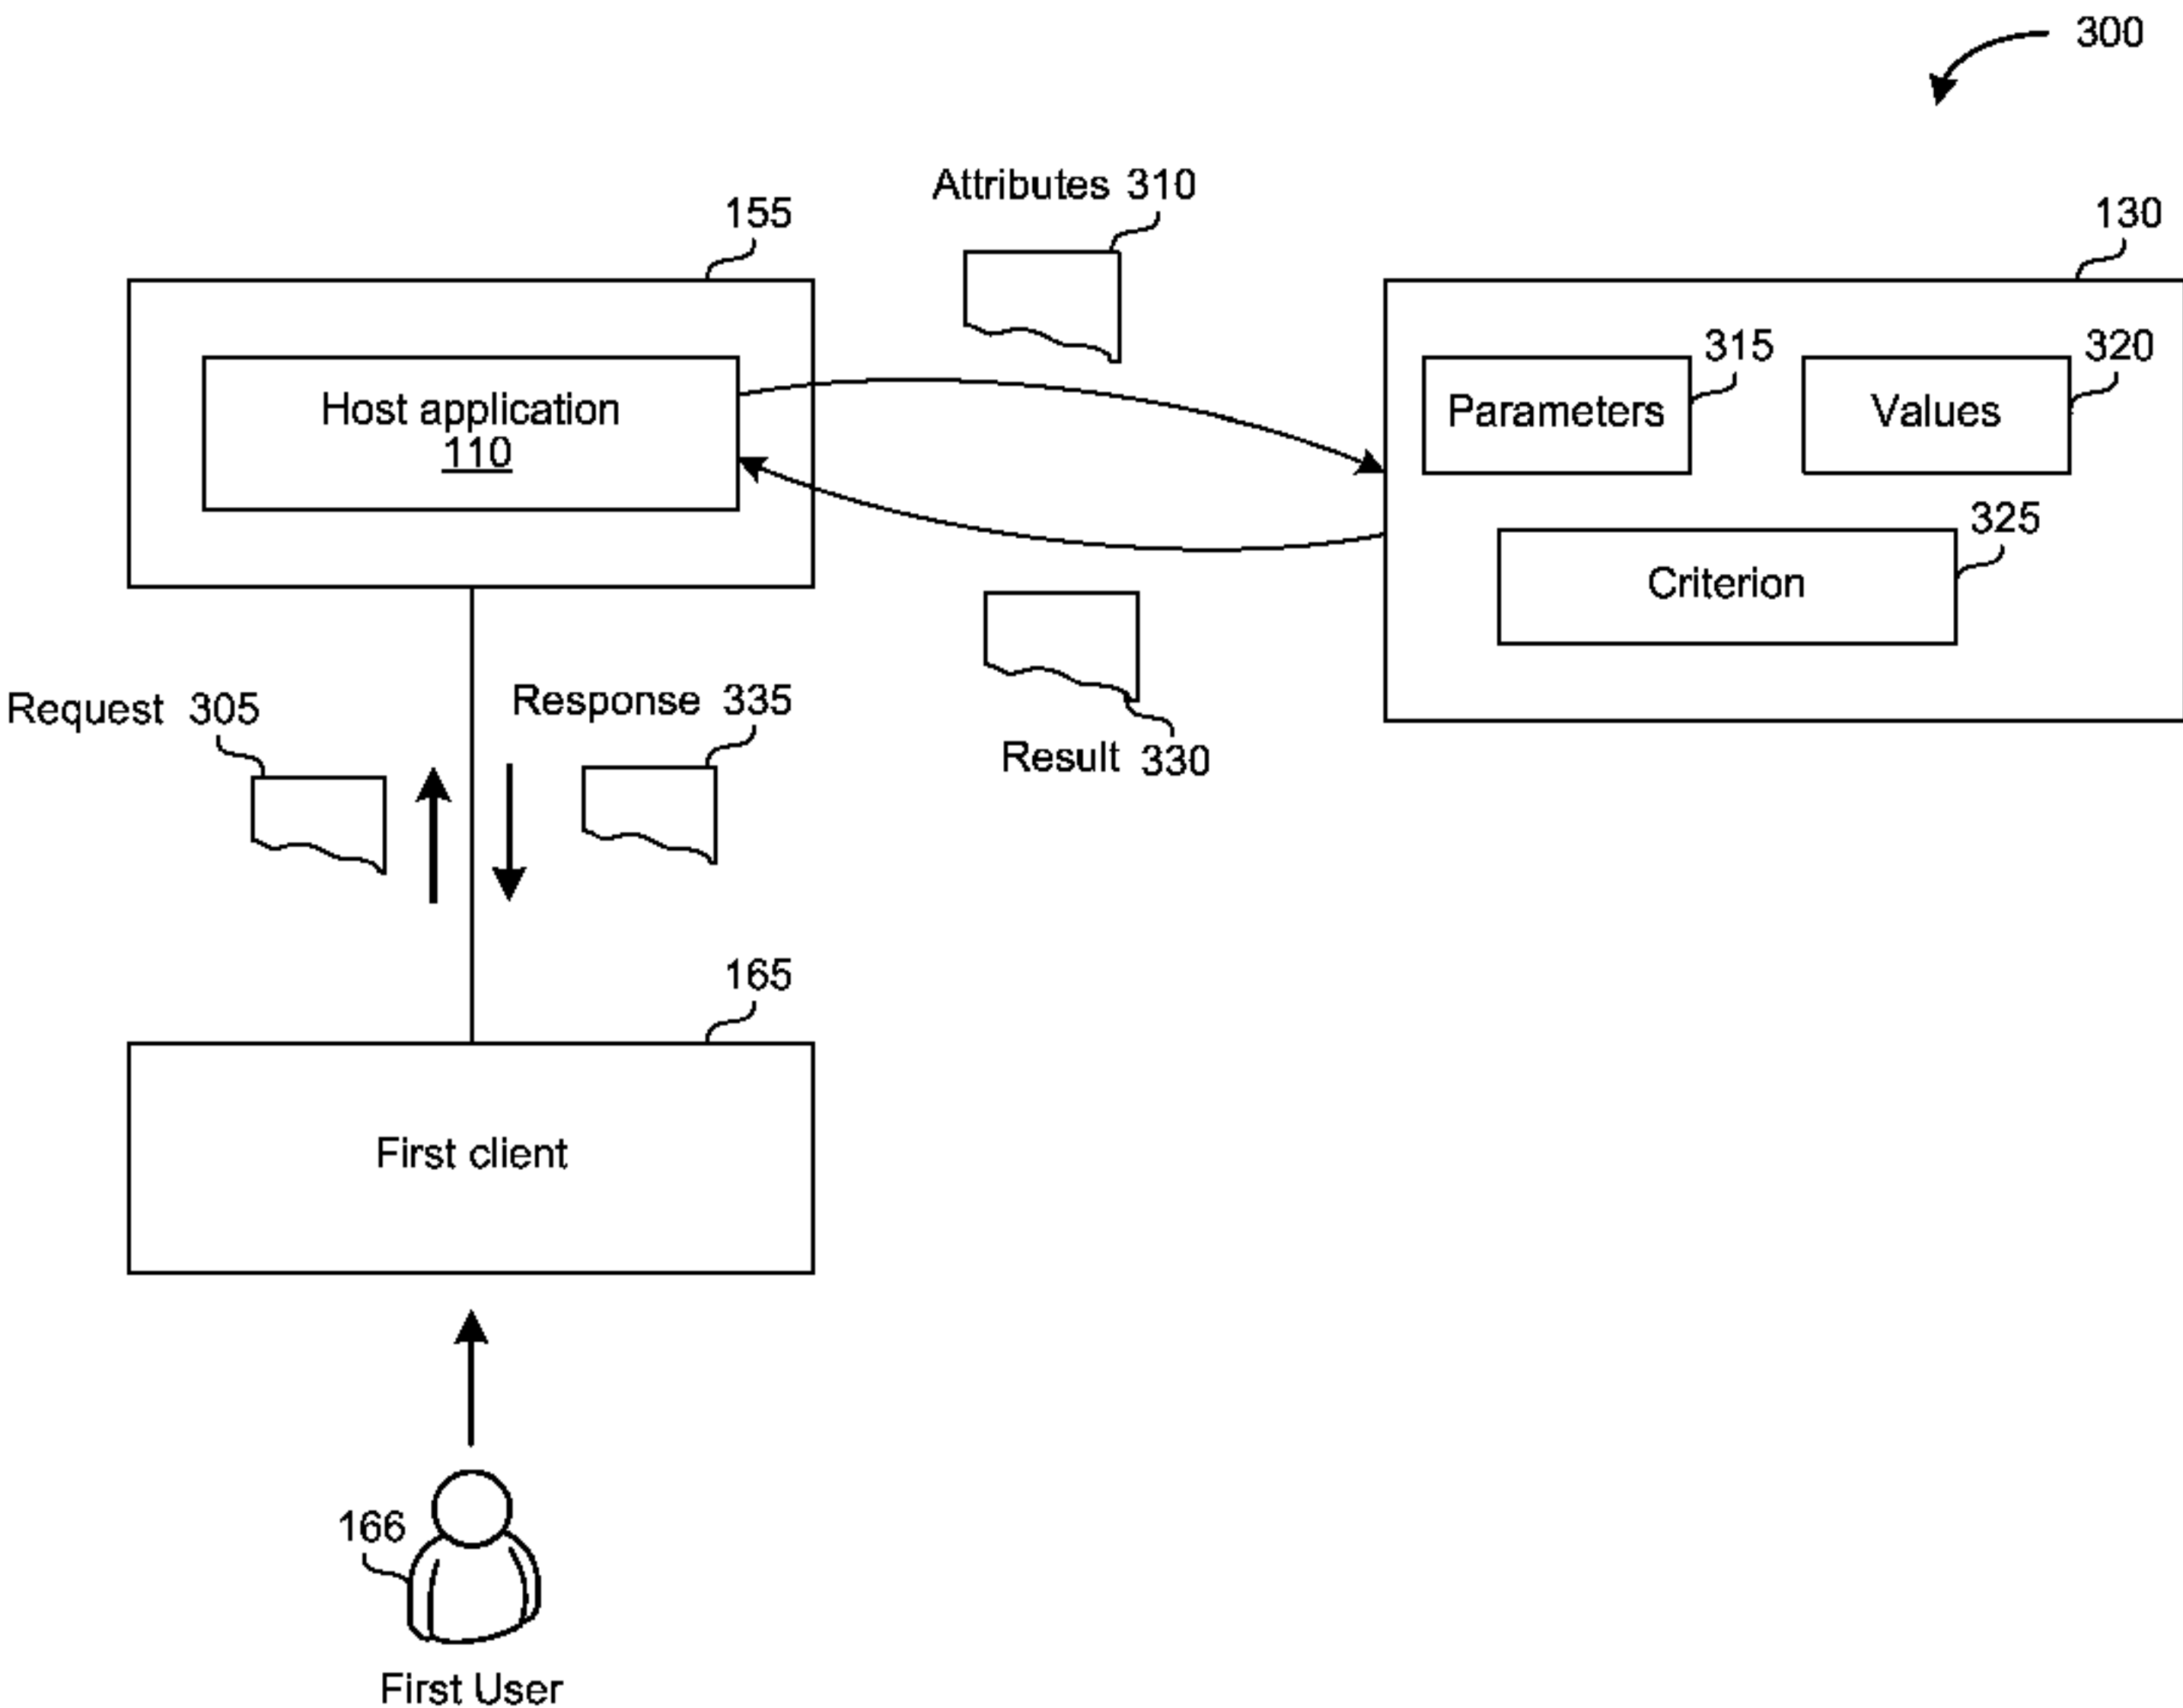 300
Attributes 310
155
130
315
320
Host application
110
Parameters
Values
325
Criterion
Request 305
Response 335
Result 330
165
First client
166
First User